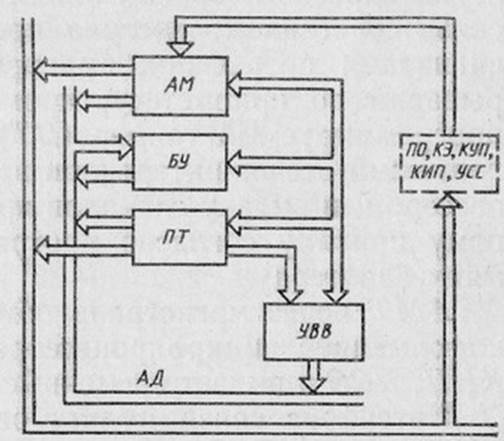 АМ
ПО, КЭ, КУП,
КИП, УСС
БУ
ПТ
УВВ
АД